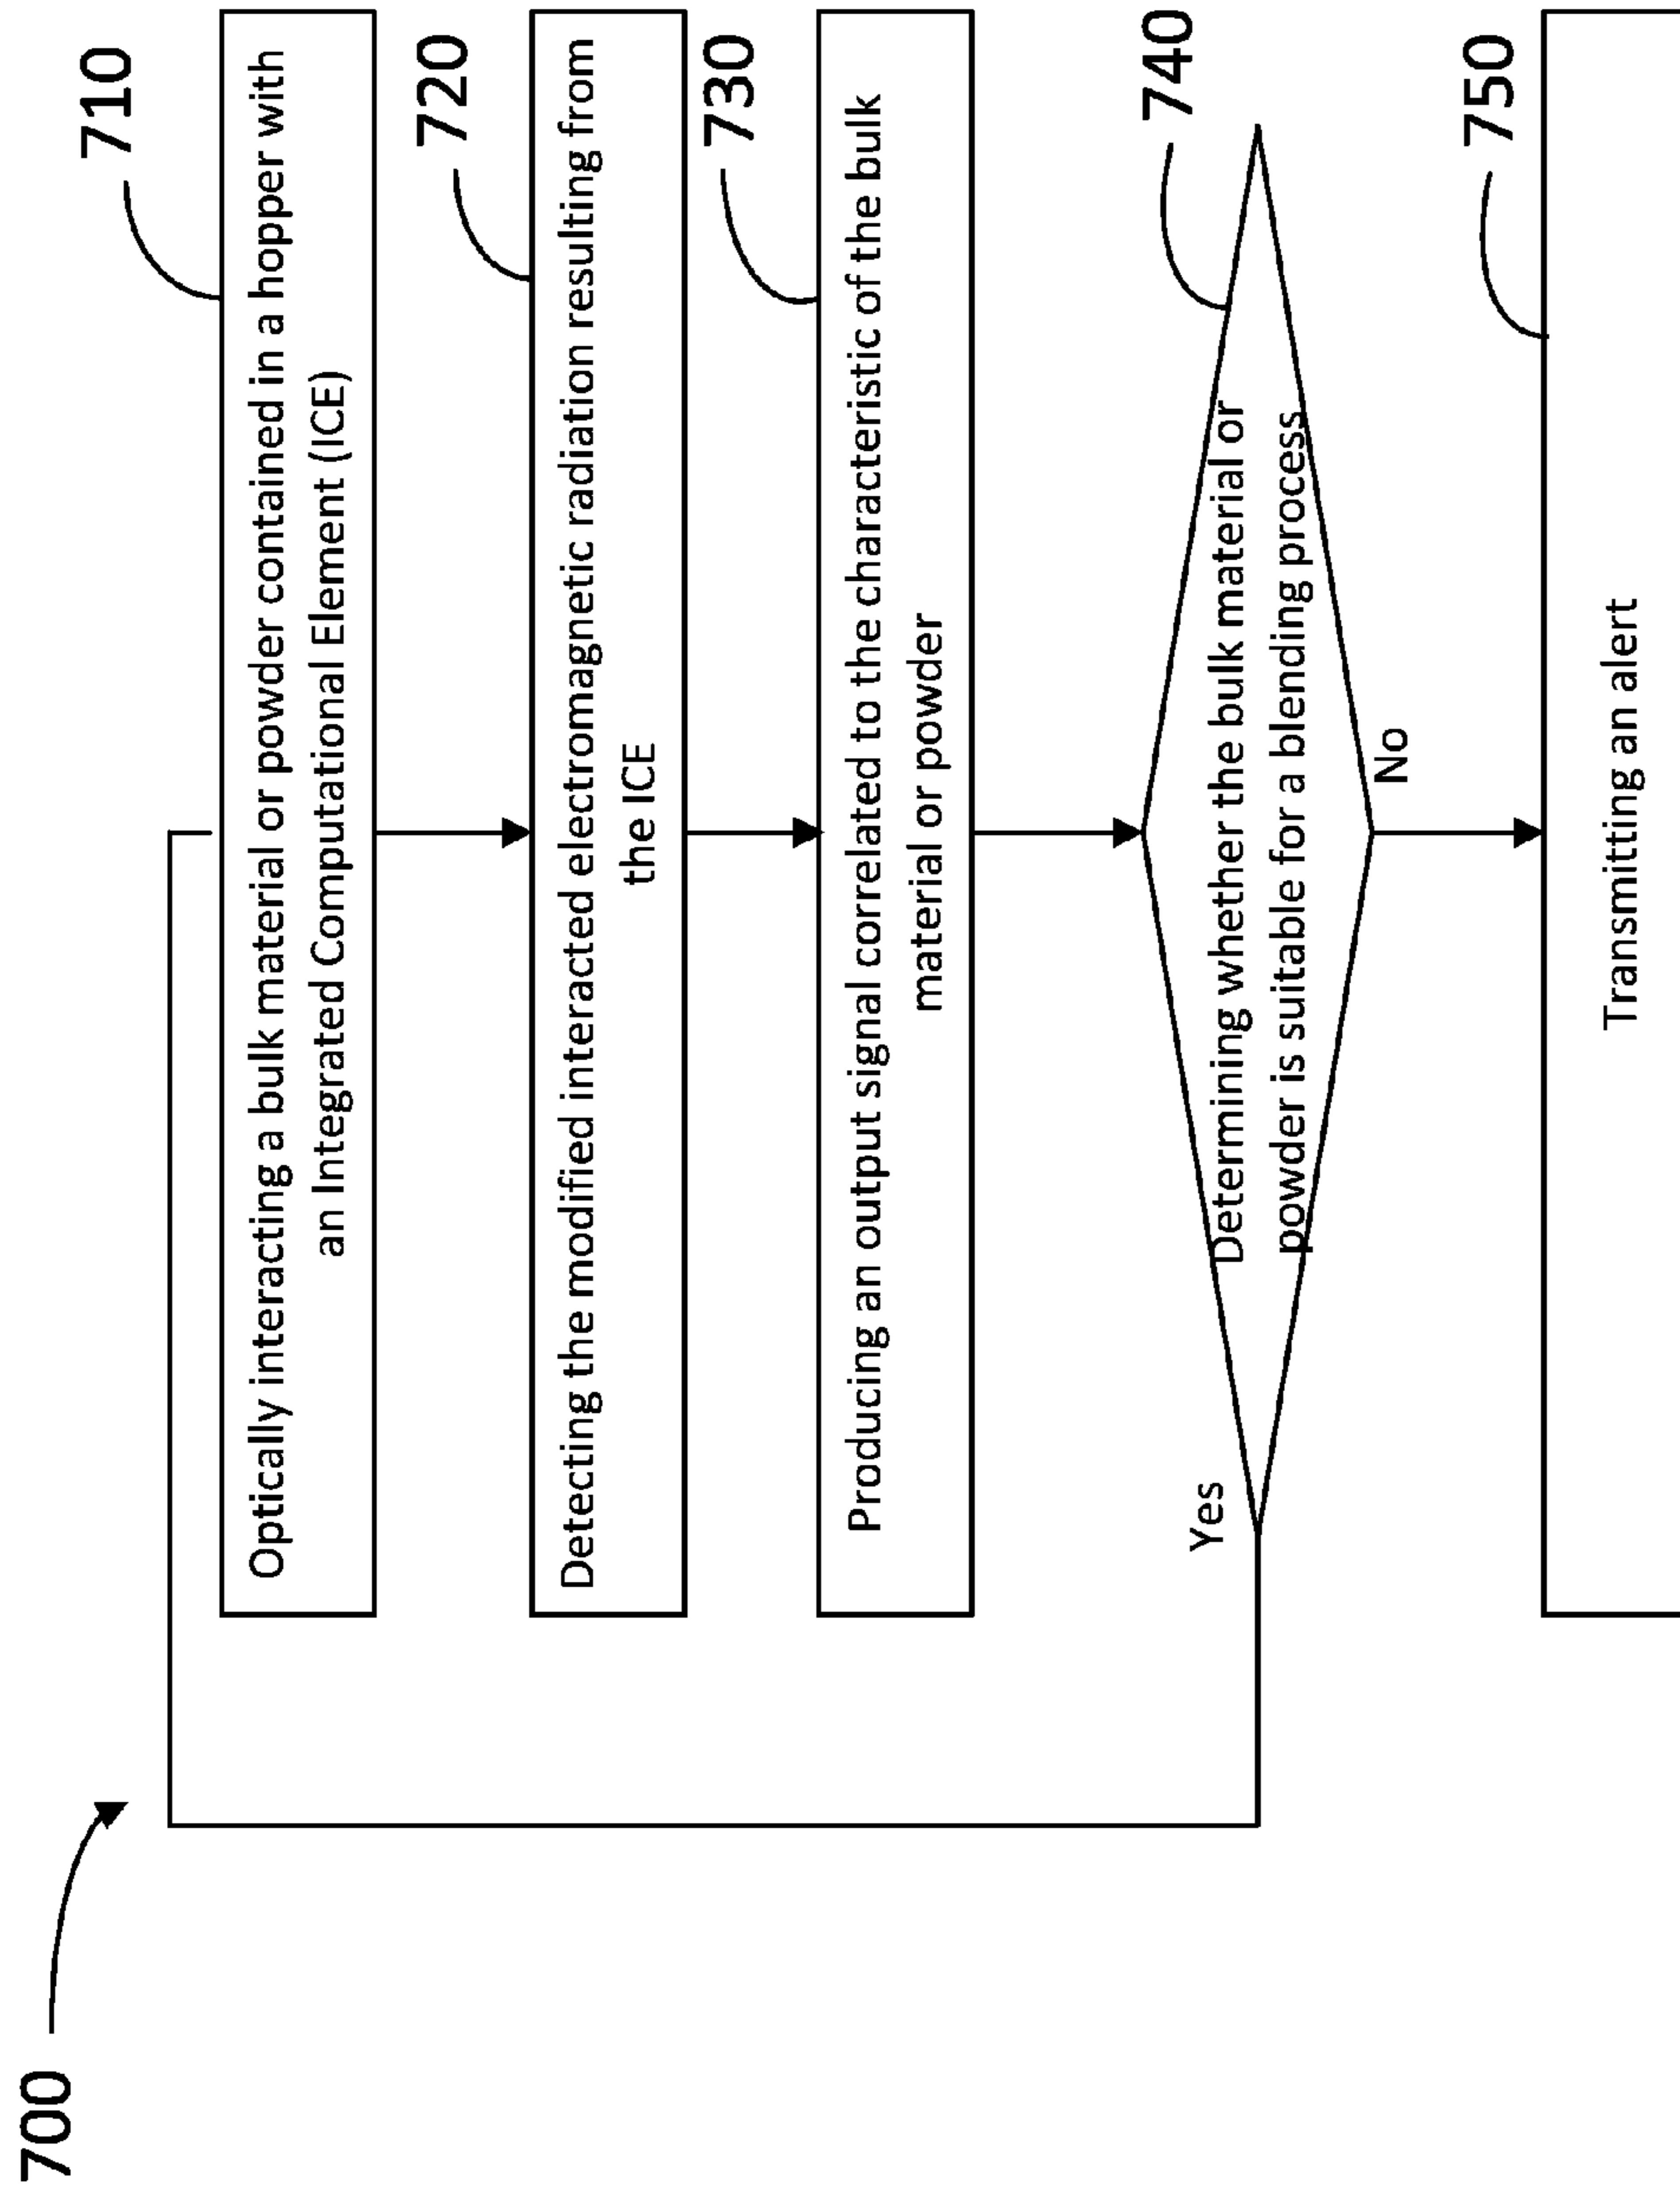 700
710
Optically interacting a bulk material or powder contained in a hopper with
an Integrated Computational Element (ICE)
720
Detecting the modified interacted electromagnetic radiation resulting from
the ICE
730
Producing an output signal correlated to the characteristic of the bulk
material or powder
740
Yes
Determining whether the bulk material or
powder is suitable for a blending process
No
750
Transmitting an alert